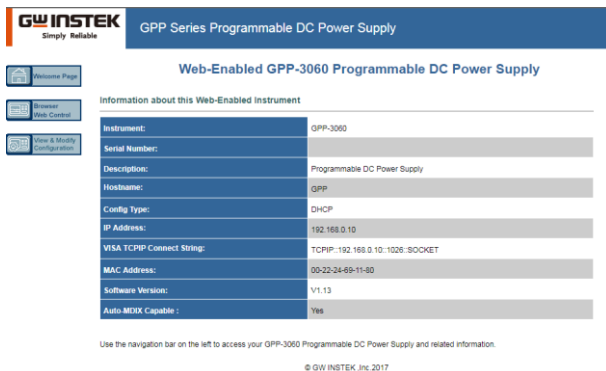 GW INSTEK
Simply Reliable
GPP Series Programmable DC Power Supply
Welcome Page
Browser
Web Control
View & Modify
Configuration
Web-Enabled GPP-3060 Programmable DC Power Supply
Information about this Web-Enabled Instrument
Instrument: GPP-3060
Serial Number:
Description: Programmable DC Power Supply
Hostname: GPP
Config Type: DHCP
IP Address: 192.168.0.10
VISA TCPIP Connect String: TCPIP::192.168.0.10::1026::SOCKET
MAC Address: 00-22-24-69-11-80
Software Version: V1.13
Auto-MDIX Capable : Yes
Use the navigation bar on the left to access your GPP-3060 Programmable DC Power Supply and related information.
© GW INSTEK ,Inc.2017